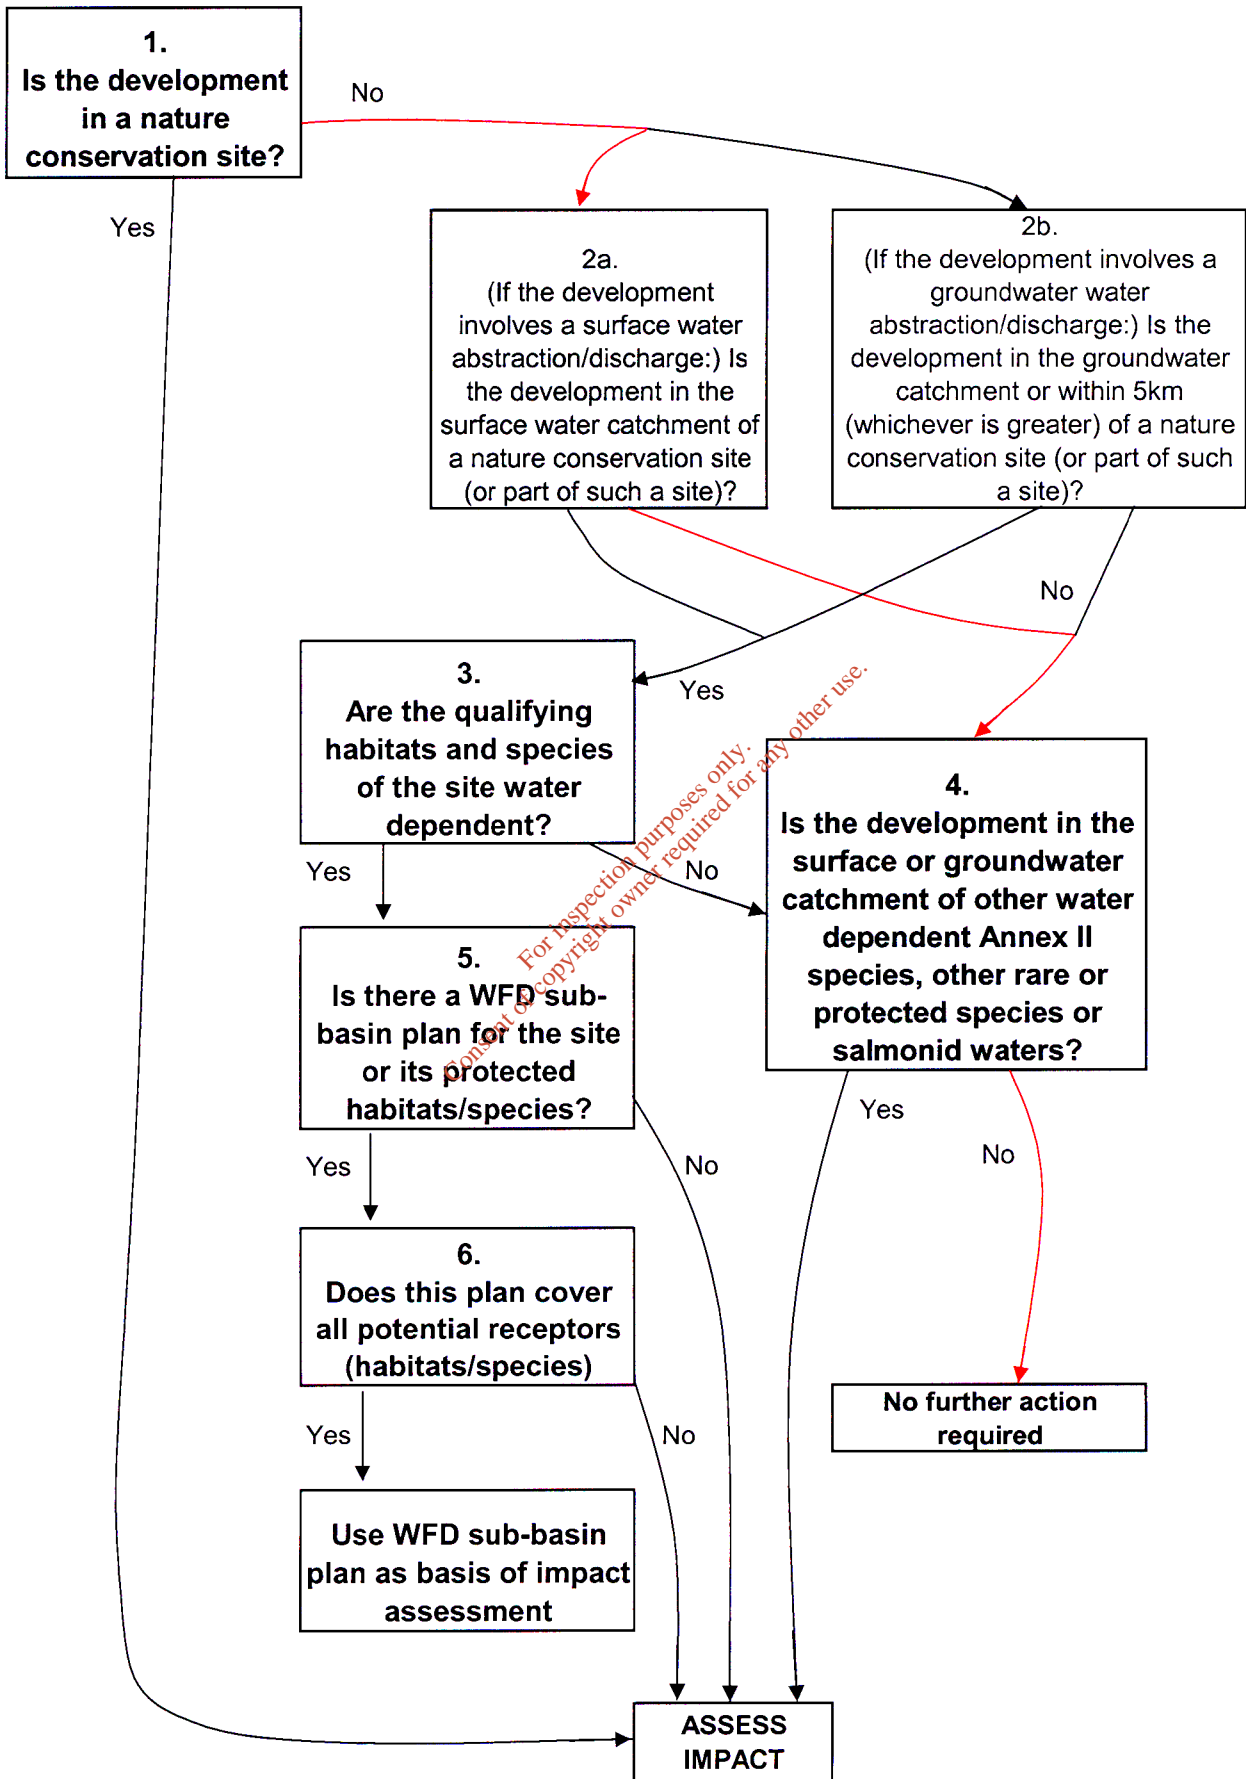 1.
Is the development
in a nature
conservation site?
No
Yes
2a.
(If the development
involves a surface water
abstraction/discharge:) Is
the development in the
surface water catchment of
a nature conservation site
(or part of such a site)?
2b.
(If the development involves a
groundwater water
abstraction/discharge:) Is the
development in the groundwater
catchment or within 5km
(whichever is greater) of a nature
conservation site (or part of such
a site)?
No
Yes
3.
Are the qualifying
habitats and species
of the site water
dependent?
Yes
No
4.
Is the development in the
surface or groundwater
catchment of other water
dependent Annex II
species, other rare or
protected species or
salmonid waters?
Yes
No
5.
Is there a WFD sub-
basin plan for the site
or its protected
habitats/species?
Yes
No
6.
Does this plan cover
all potential receptors
(habitats/species)
Yes
No
No further action
required
Use WFD sub-basin
plan as basis of impact
assessment
ASSESS
IMPACT
For inspection purposes only.
Consent of copyright owner required for any other use.